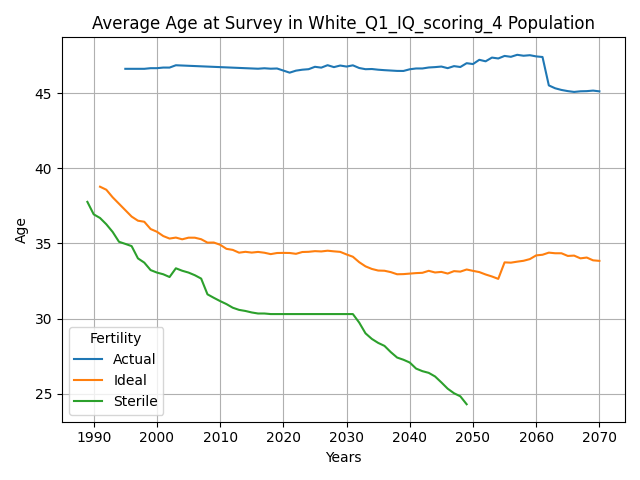 Average Age at Survey in White_Q1_IQ_scoring_4 Population
Age
45
40
35
30
25
Fertility
Actual
Ideal
Sterile
1990 2000 2010 2020 2030 2040 2050 2060 2070
Years